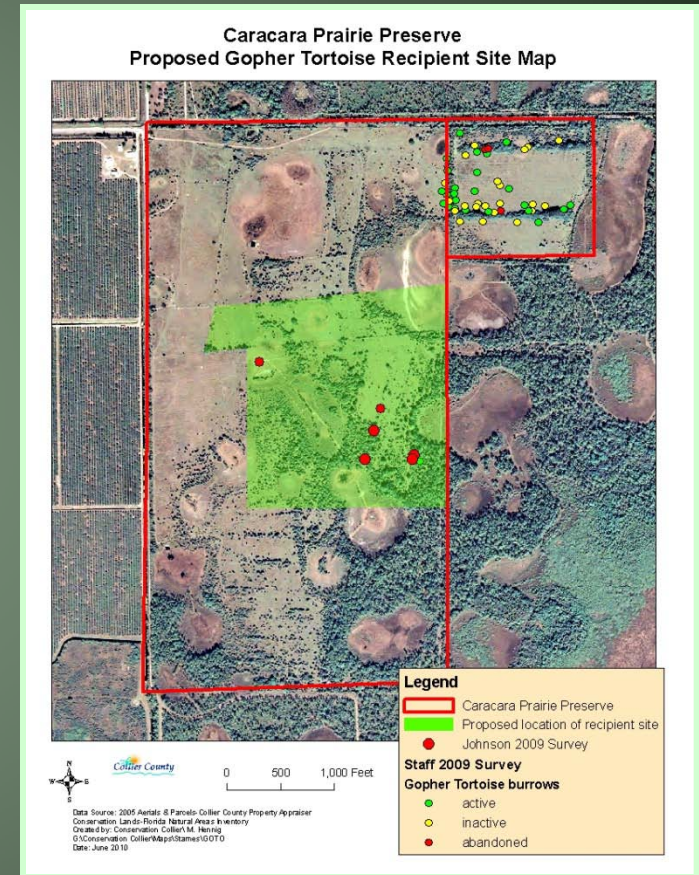 Caracara Prairie Preserve
Proposed Gopher Tortoise Recipient Site Map
Legend
Caracara Prairie Preserve
Proposed location of recipient site
Johnson 2009 Survey
Staff 2009 Survey
Gopher Tortoise burrows
active
inactive
abandoned
N
W E
S
Collier County
0 500 1,000 Feet
Data Source: 2005 Aerials & Parcels- Collier County Property Appraiser
Conservation Lands-Florida Natural Areas Inventory
Created by: Conservation Collier\ M. Hennig
G:\Conservation Collier\Maps\Starnes\GOTO
Date: June 2010